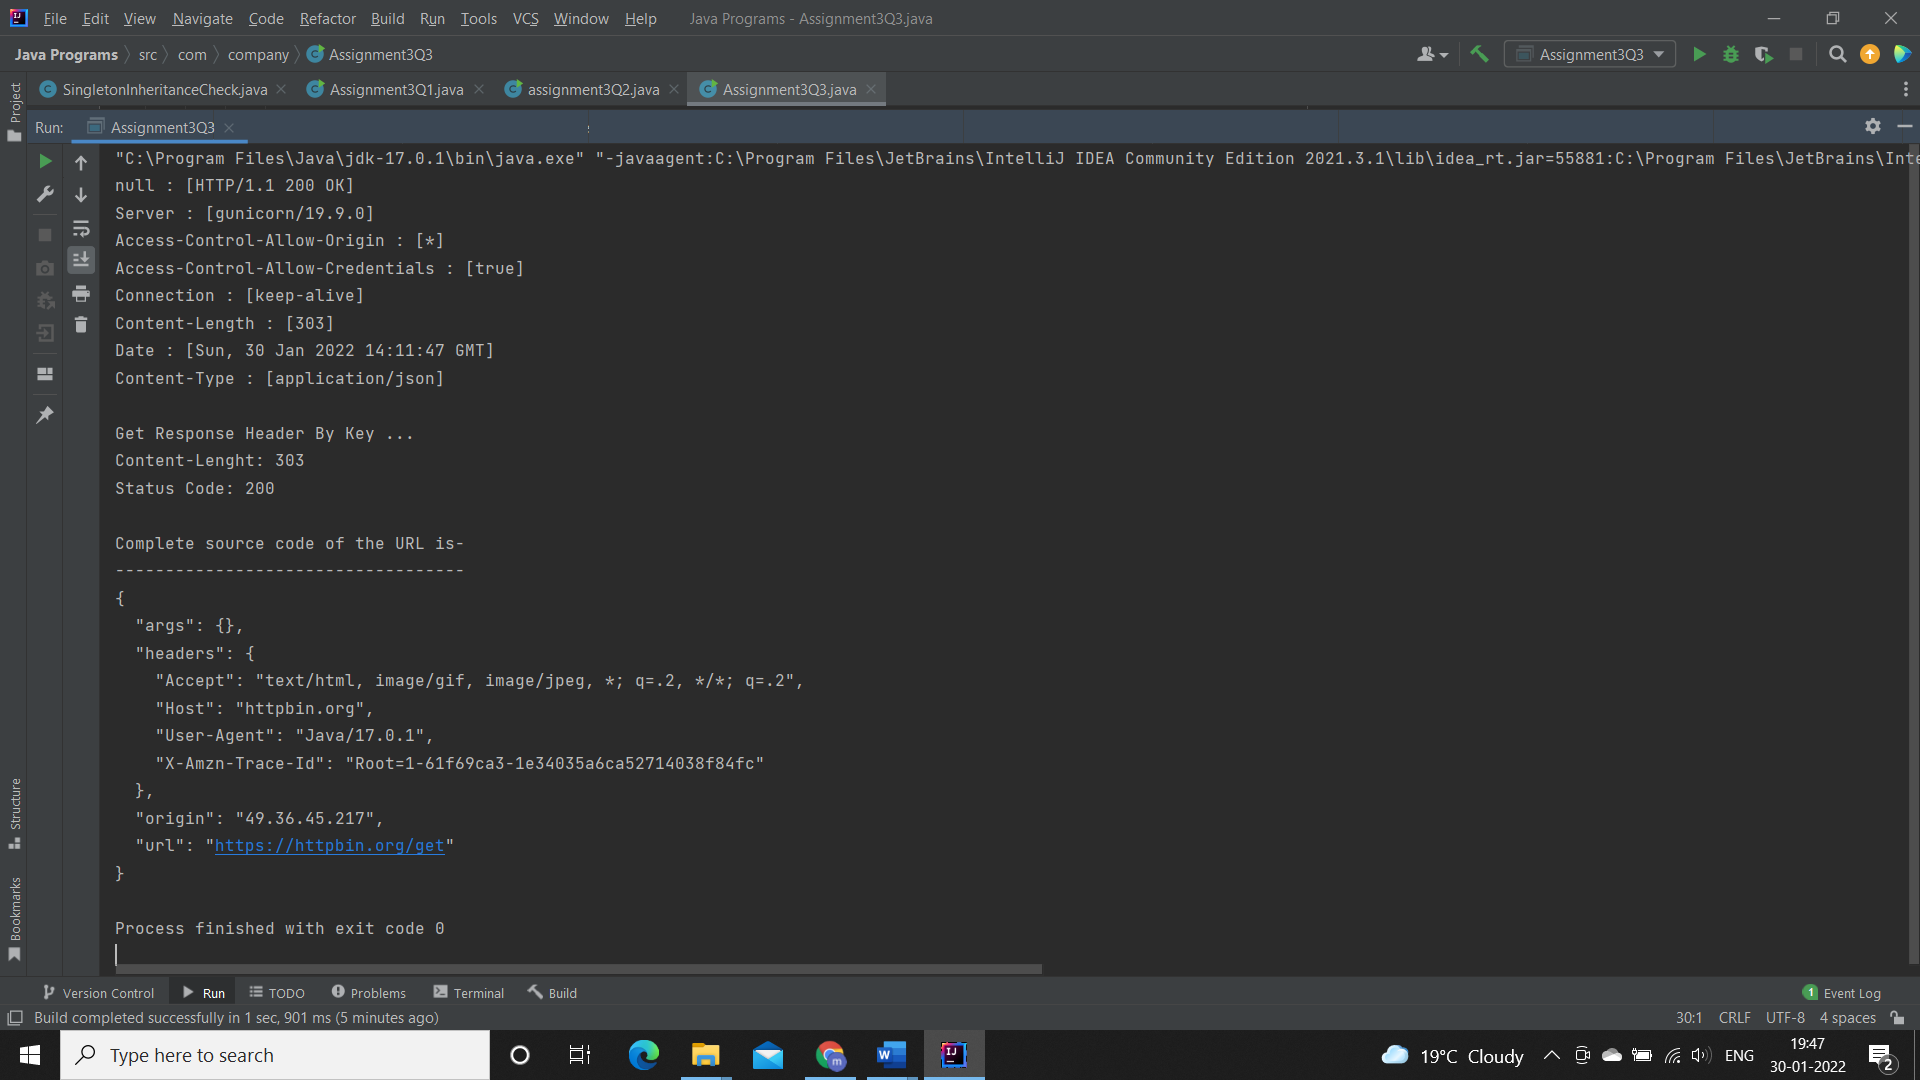 File Edit View Navigate Code Refactor Build Run Tools VCS Window Help Java Programs - Assignment3Q3.java
Java Programs src com company Assignment3Q3 Assignment3Q3
SingletonInheritanceCheck.java Assignment3Q1.java assignment3Q2.java Assignment3Q3.java
Project
Run: Assignment3Q3
"C:\Program Files\Java\jdk-17.0.1\bin\java.exe" "-javaagent:C:\Program Files\JetBrains\IntelliJ IDEA Community Edition 2021.3.1\lib\idea_rt.jar=55881:C:\Program Files\JetBrains\Inte
null : [HTTP/1.1 200 OK]
Server : [gunicorn/19.9.0]
Access-Control-Allow-Origin : [*]
Access-Control-Allow-Credentials : [true]
Connection : [keep-alive]
Content-Length : [303]
Date : [Sun, 30 Jan 2022 14:11:47 GMT]
Content-Type : [application/json]
Get Response Header By Key ...
Content-Lenght: 303
Status Code: 200
Complete source code of the URL is-
-----------------------------------
{
"args": {},
"headers": {
"Accept": "text/html, image/gif, image/jpeg, *; q=.2, */*; q=.2",
"Host": "httpbin.org",
"User-Agent": "Java/17.0.1",
"X-Amzn-Trace-Id": "Root=1-61f69ca3-1e34035a6ca52714038f84fc"
},
"origin": "49.36.45.217",
"url": "https://httpbin.org/get"
}
Process finished with exit code 0
Structure
Bookmarks
Version Control Run TODO Problems Terminal Build 1 Event Log
Build completed successfully in 1 sec, 901 ms (5 minutes ago) 30:1 CRLF UTF-8 4 spaces
Type here to search 19°C Cloudy ENG 19:47
30-01-2022 2